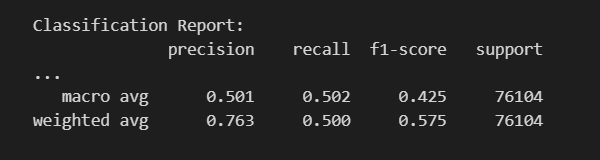 Classification Report:
precision recall f1-score support
...
macro avg 0.501 0.502 0.425 76104
weighted avg 0.763 0.500 0.575 76104